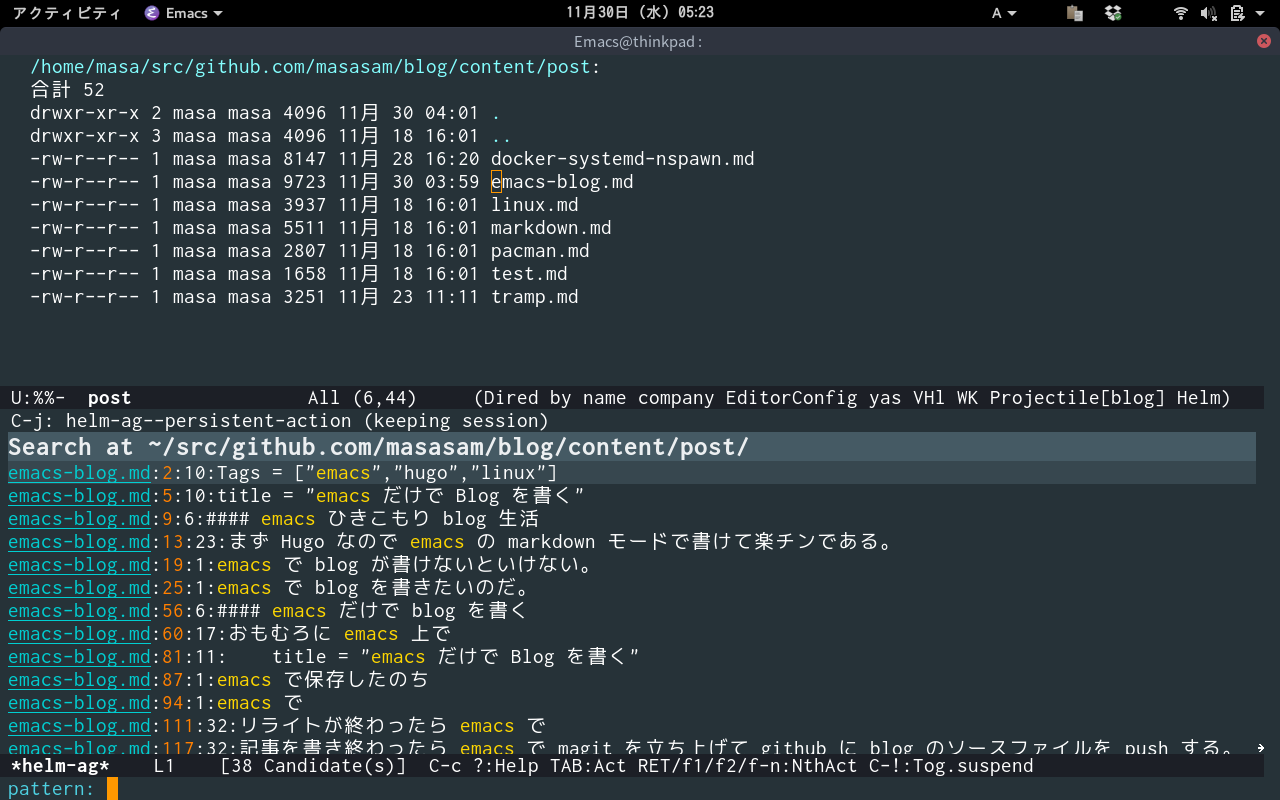 アクティビティ Emacs 11月30日 (水) 05:23 A
Emacs@thinkpad:
/home/masa/src/github.com/masasam/blog/content/post:
合計 52
drwxr-xr-x 2 masa masa 4096 11月 30 04:01 .
drwxr-xr-x 3 masa masa 4096 11月 18 16:01 ..
-rw-r--r-- 1 masa masa 8147 11月 28 16:20 docker-systemd-nspawn.md
-rw-r--r-- 1 masa masa 9723 11月 30 03:59 emacs-blog.md
-rw-r--r-- 1 masa masa 3937 11月 18 16:01 linux.md
-rw-r--r-- 1 masa masa 5511 11月 18 16:01 markdown.md
-rw-r--r-- 1 masa masa 2807 11月 18 16:01 pacman.md
-rw-r--r-- 1 masa masa 1658 11月 18 16:01 test.md
-rw-r--r-- 1 masa masa 3251 11月 23 11:11 tramp.md
U:%%- post All (6,44) (Dired by name company EditorConfig yas VHl WK Projectile[blog] Helm)
C-j: helm-ag--persistent-action (keeping session)
Search at ~/src/github.com/masasam/blog/content/post/
emacs-blog.md:2:10:Tags = ["emacs","hugo","linux"]
emacs-blog.md:5:10:title = "emacs だけで Blog を書く"
emacs-blog.md:9:6:#### emacs ひきこもり blog 生活
emacs-blog.md:13:23:まず Hugo なので emacs の markdown モードで書けて楽チンである。
emacs-blog.md:19:1:emacs で blog が書けないといけない。
emacs-blog.md:25:1:emacs で blog を書きたいのだ。
emacs-blog.md:56:6:#### emacs だけで blog を書く
emacs-blog.md:60:17:おもむろに emacs 上で
emacs-blog.md:81:11:    title = "emacs だけで Blog を書く"
emacs-blog.md:87:1:emacs で保存したのち
emacs-blog.md:94:1:emacs で
emacs-blog.md:111:32:リライトが終わったら emacs で
emacs-blog.md:117:32:記事を書き終わったら emacs で magit を立ち上げて github に blog のソースファイルを push する。
*helm-ag* L1 [38 Candidate(s)] C-c ?:Help TAB:Act RET/f1/f2/f-n:NthAct C-!:Tog.suspend
pattern: